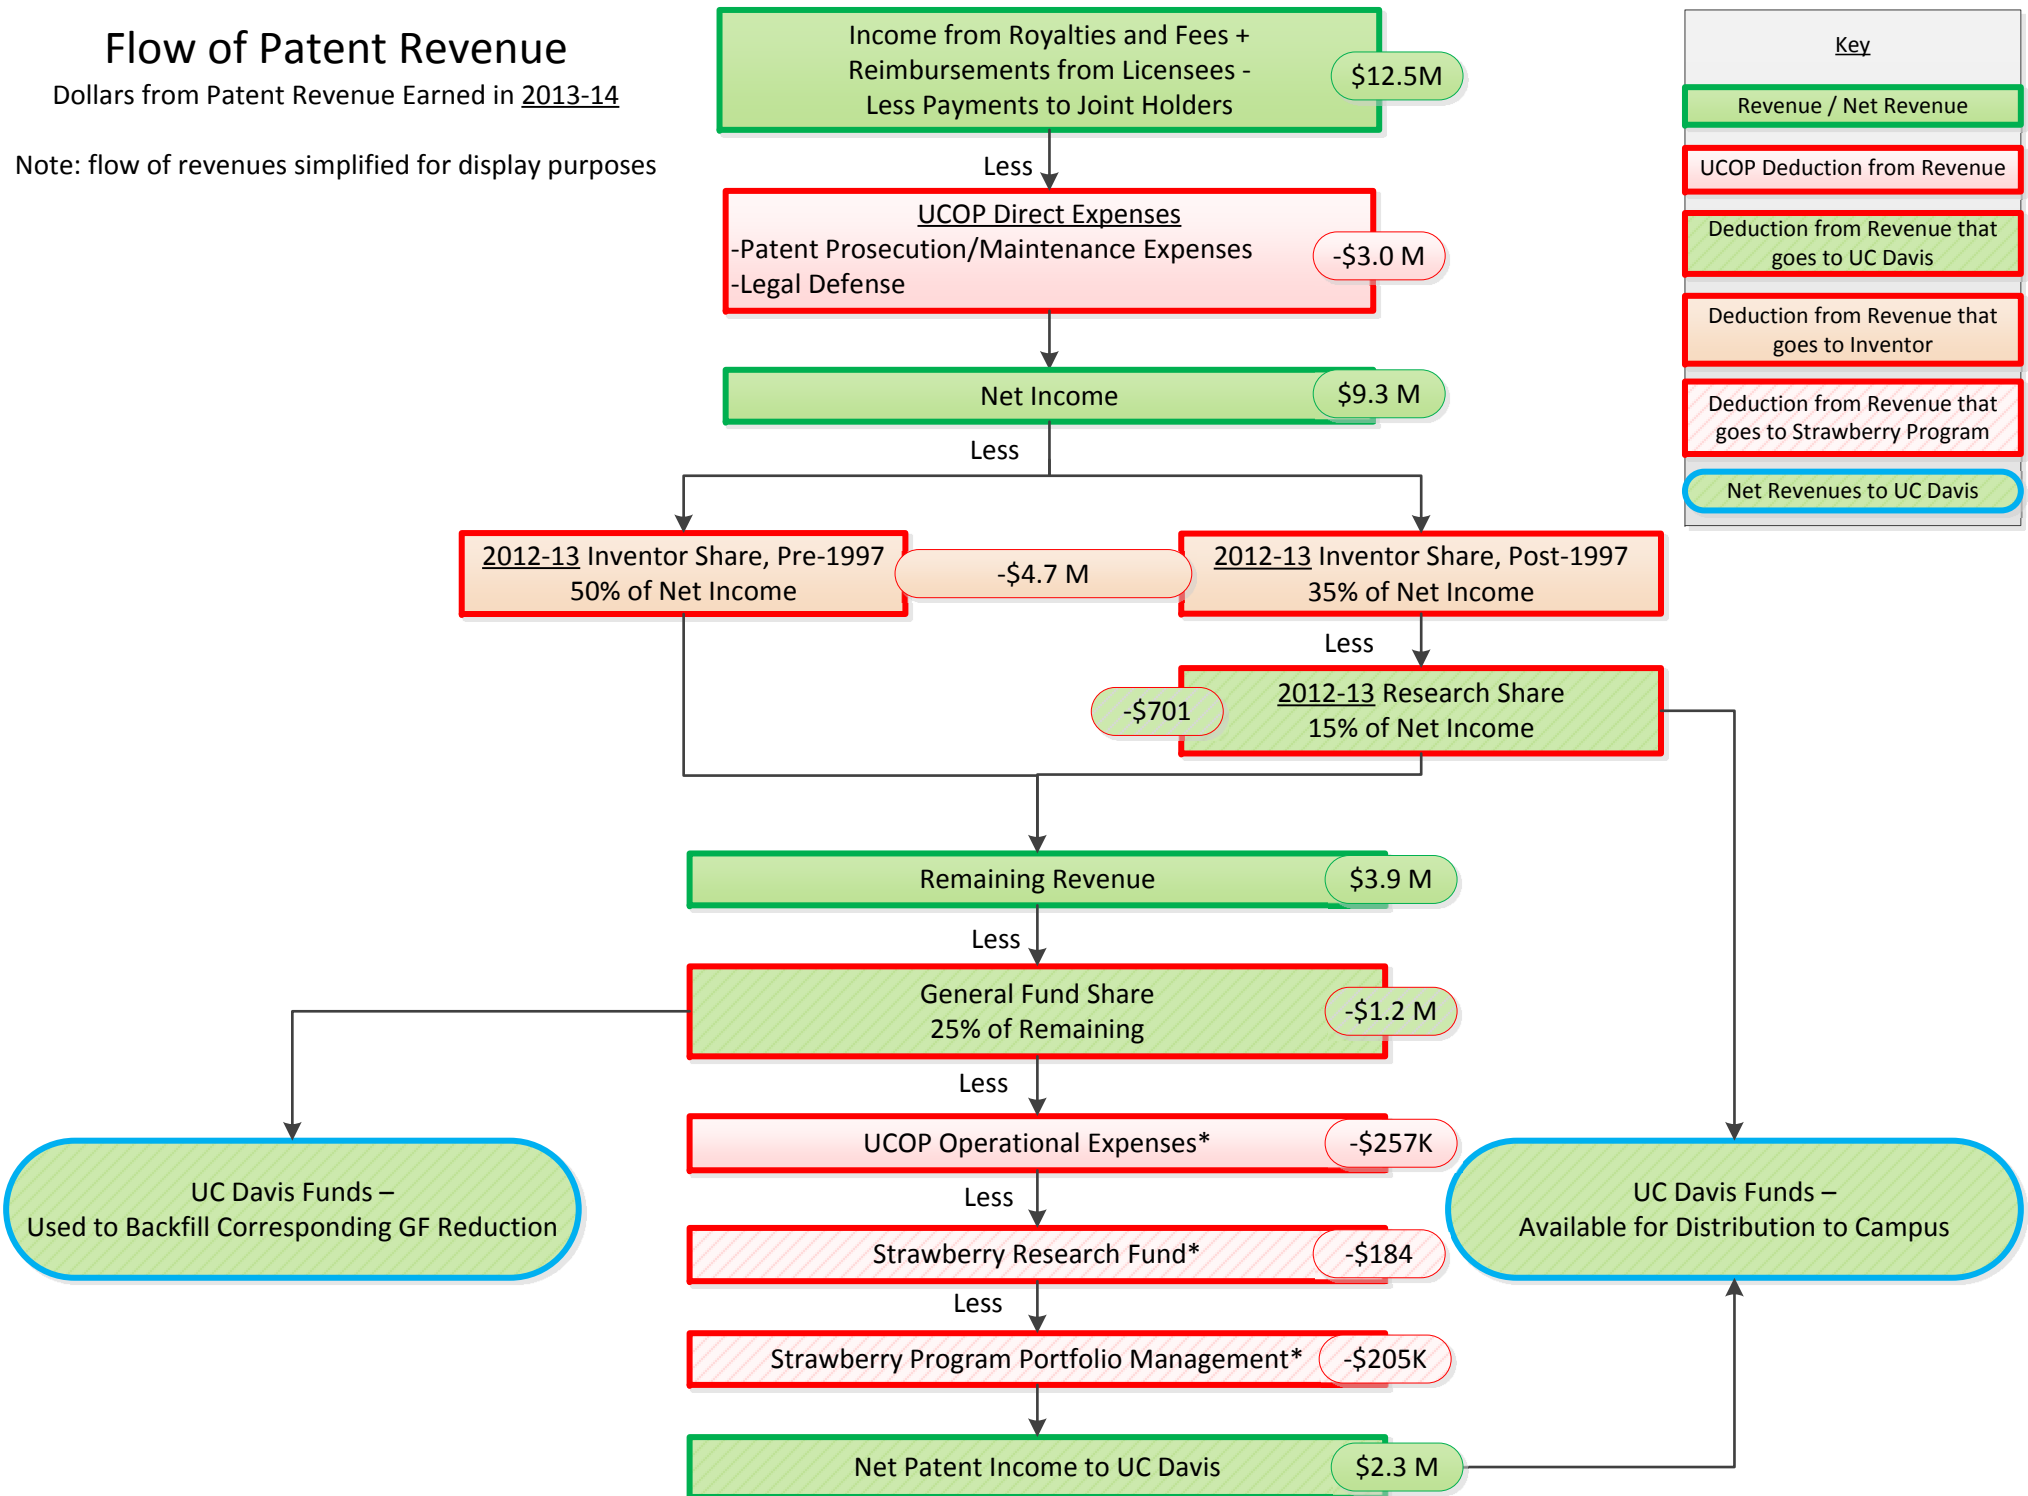 Flow of Patent Revenue
Dollars from Patent Revenue Earned in 2013-14
Note: flow of revenues simplified for display purposes
Income from Royalties and Fees +
Reimbursements from Licensees -
Less Payments to Joint Holders
$12.5M
Less
UCOP Direct Expenses
-Patent Prosecution/Maintenance Expenses
-Legal Defense
-$3.0 M
Net Income
$9.3 M
Less
2012-13 Inventor Share, Pre-1997
50% of Net Income
-$4.7 M
2012-13 Inventor Share, Post-1997
35% of Net Income
Less
-$701
2012-13 Research Share
15% of Net Income
Remaining Revenue
$3.9 M
Less
General Fund Share
25% of Remaining
-$1.2 M
Less
UCOP Operational Expenses*
-$257K
Less
Strawberry Research Fund*
-$184
Less
Strawberry Program Portfolio Management*
-$205K
Net Patent Income to UC Davis
$2.3 M
UC Davis Funds –
Used to Backfill Corresponding GF Reduction
UC Davis Funds –
Available for Distribution to Campus
Key
Revenue / Net Revenue
UCOP Deduction from Revenue
Deduction from Revenue that
goes to UC Davis
Deduction from Revenue that
goes to Inventor
Deduction from Revenue that
goes to Strawberry Program
Net Revenues to UC Davis